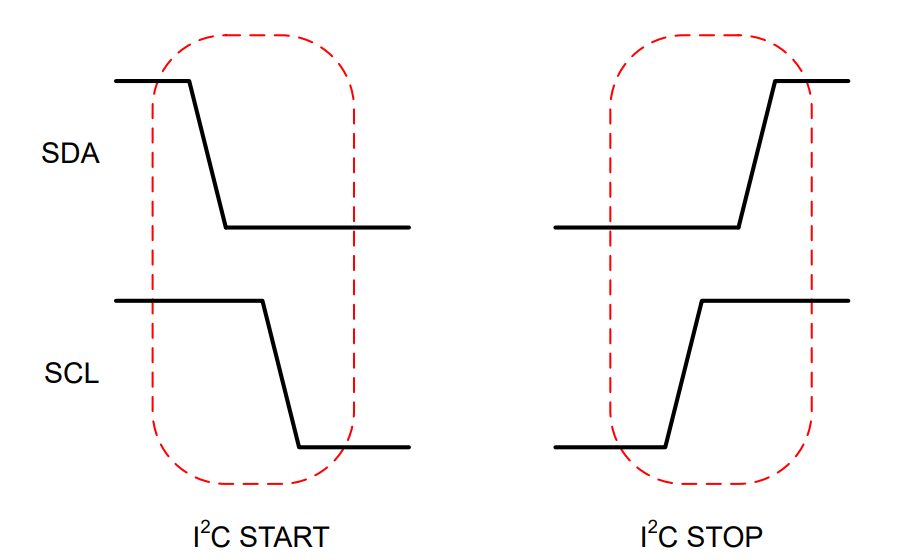 SDA
SCL
I²C START
I²C STOP